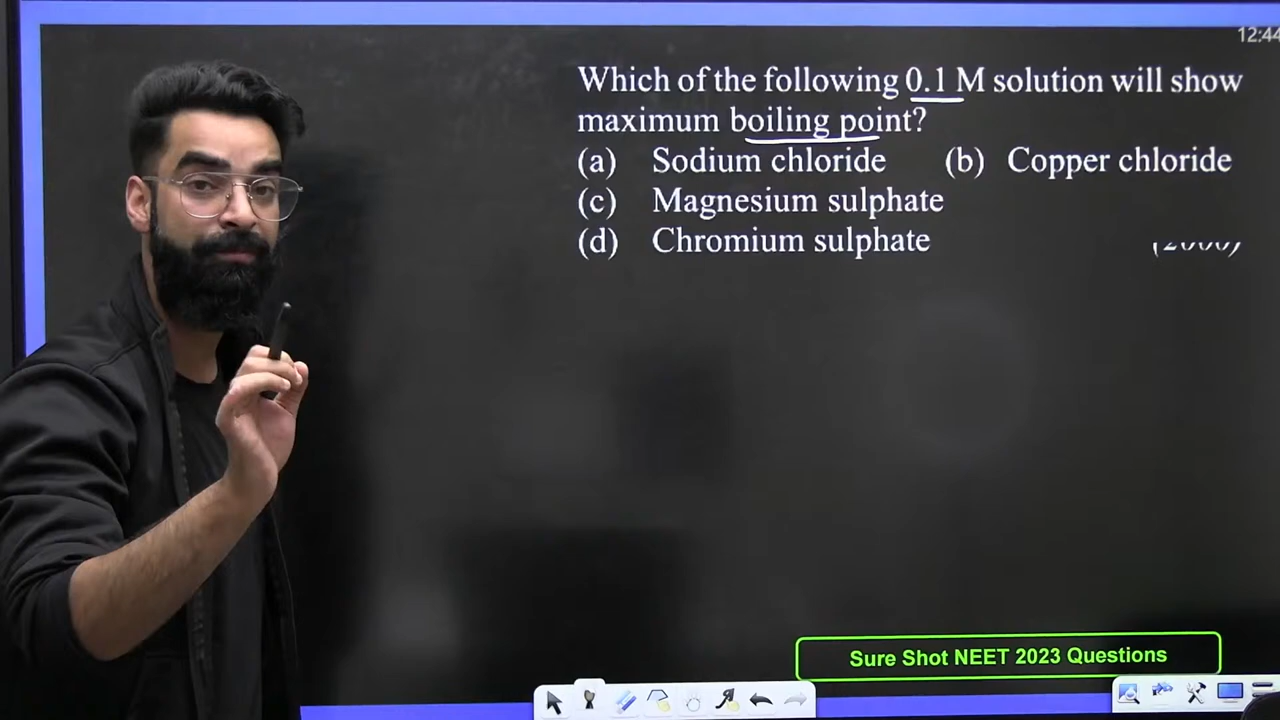 12:44
Which of the following 0.1 M solution will show
maximum boiling point?
(a) Sodium chloride (b) Copper chloride
(c) Magnesium sulphate
(d) Chromium sulphate
Sure Shot NEET 2023 Questions